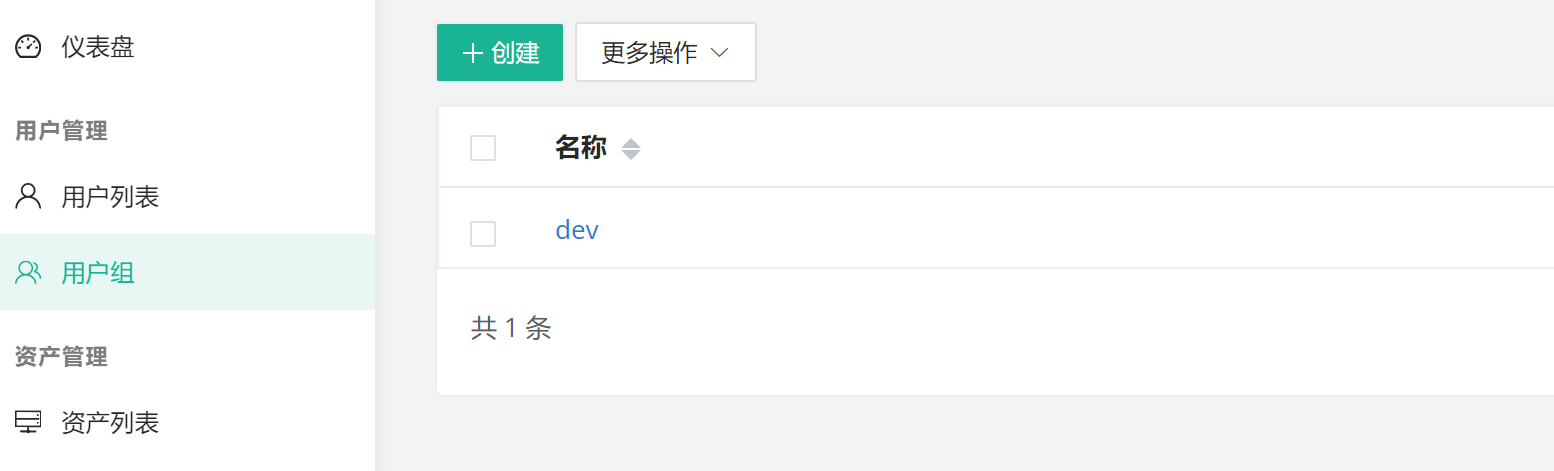 仪表盘
用户管理
用户列表
用户组
资产管理
资产列表
创建
更多操作
名称
dev
共 1 条